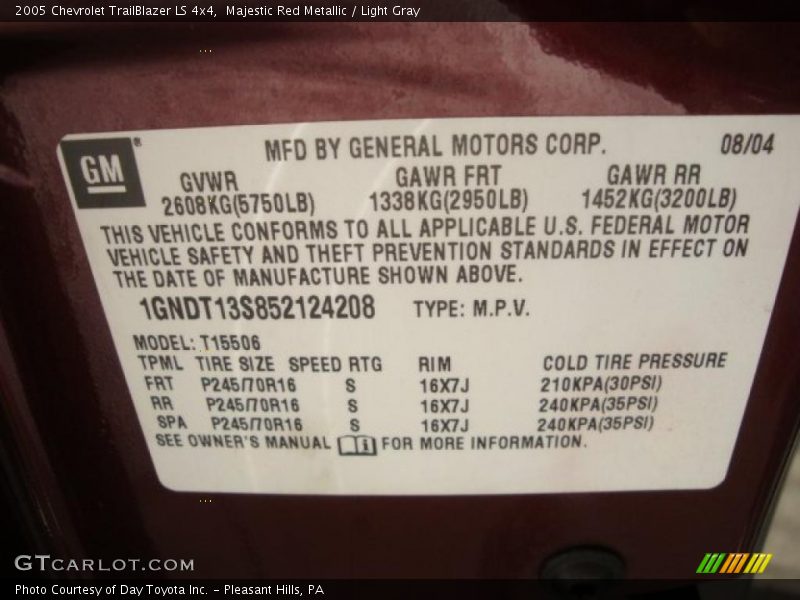 2005 Chevrolet TrailBlazer LS 4x4,  Majestic Red Metallic / Light Gray
GM®
MFD BY GENERAL MOTORS CORP. 08/04
GVWR GAWR FRT GAWR RR
2608KG(5750LB) 1338KG(2950LB) 1452KG(3200LB)
THIS VEHICLE CONFORMS TO ALL APPLICABLE U.S. FEDERAL MOTOR
VEHICLE SAFETY AND THEFT PREVENTION STANDARDS IN EFFECT ON
THE DATE OF MANUFACTURE SHOWN ABOVE.
1GNDT13S852124208 TYPE: M.P.V.
MODEL: T15506
TPML TIRE SIZE SPEED RTG RIM COLD TIRE PRESSURE
FRT P245/70R16 S 16X7J 210KPA(30PSI)
RR P245/70R16 S 16X7J 240KPA(35PSI)
SPA P245/70R16 S 16X7J 240KPA(35PSI)
SEE OWNER'S MANUAL FOR MORE INFORMATION.
GTCARLOT.COM
Photo Courtesy of Day Toyota Inc. - Pleasant Hills, PA